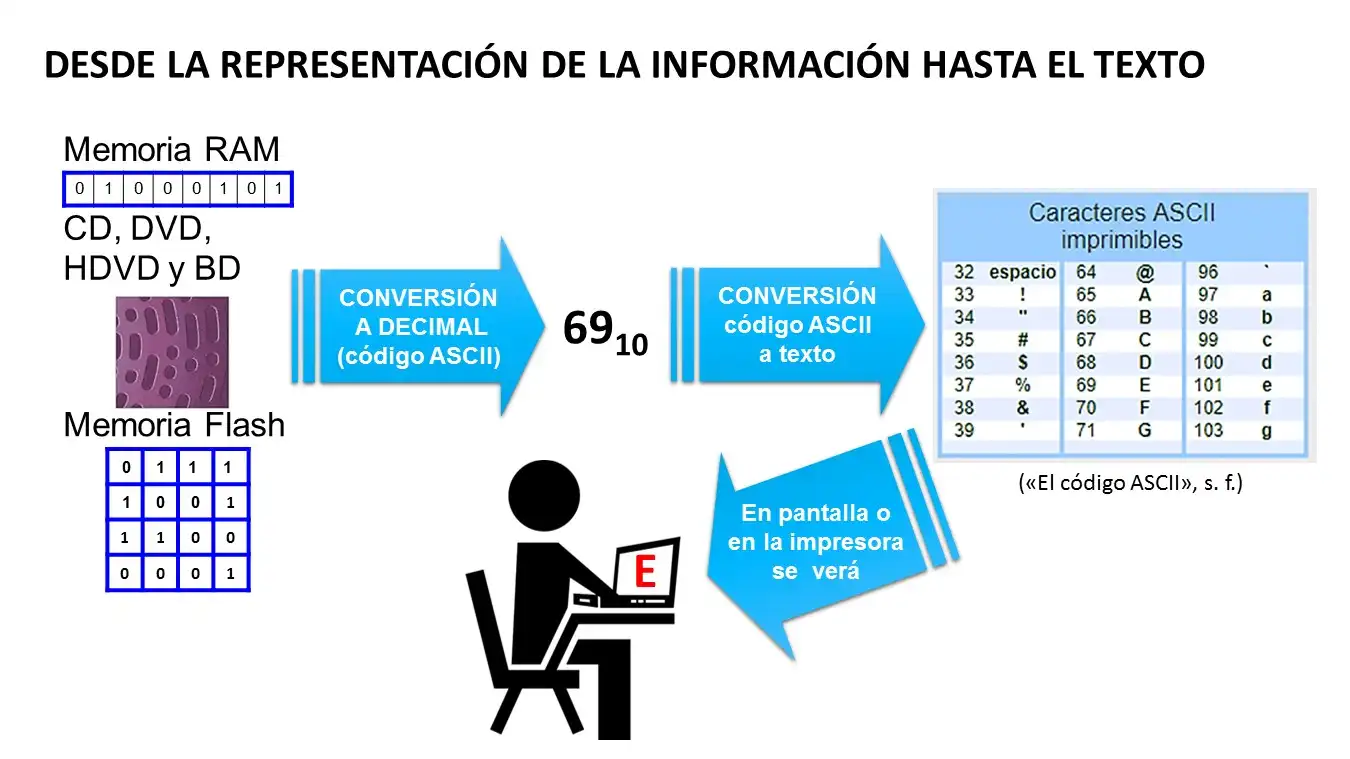 DESDE LA REPRESENTACIÓN DE LA INFORMACIÓN HASTA EL TEXTO
Memoria RAM
0 1 0 0 0 1 0 1
CD, DVD,
HDVD y BD
Memoria Flash
0 1 1 1
1 0 0 1
1 1 0 0
0 0 0 1
CONVERSIÓN
A DECIMAL
(código ASCII)
69₁₀
CONVERSIÓN
código ASCII
a texto
Caracteres ASCII
imprimibles
32 espacio 64 @ 96 `
33 ! 65 A 97 a
34 " 66 B 98 b
35 # 67 C 99 c
36 $ 68 D 100 d
37 % 69 E 101 e
38 & 70 F 102 f
39 ' 71 G 103 g
(«El código ASCII», s. f.)
En pantalla o
en la impresora
se verá
E